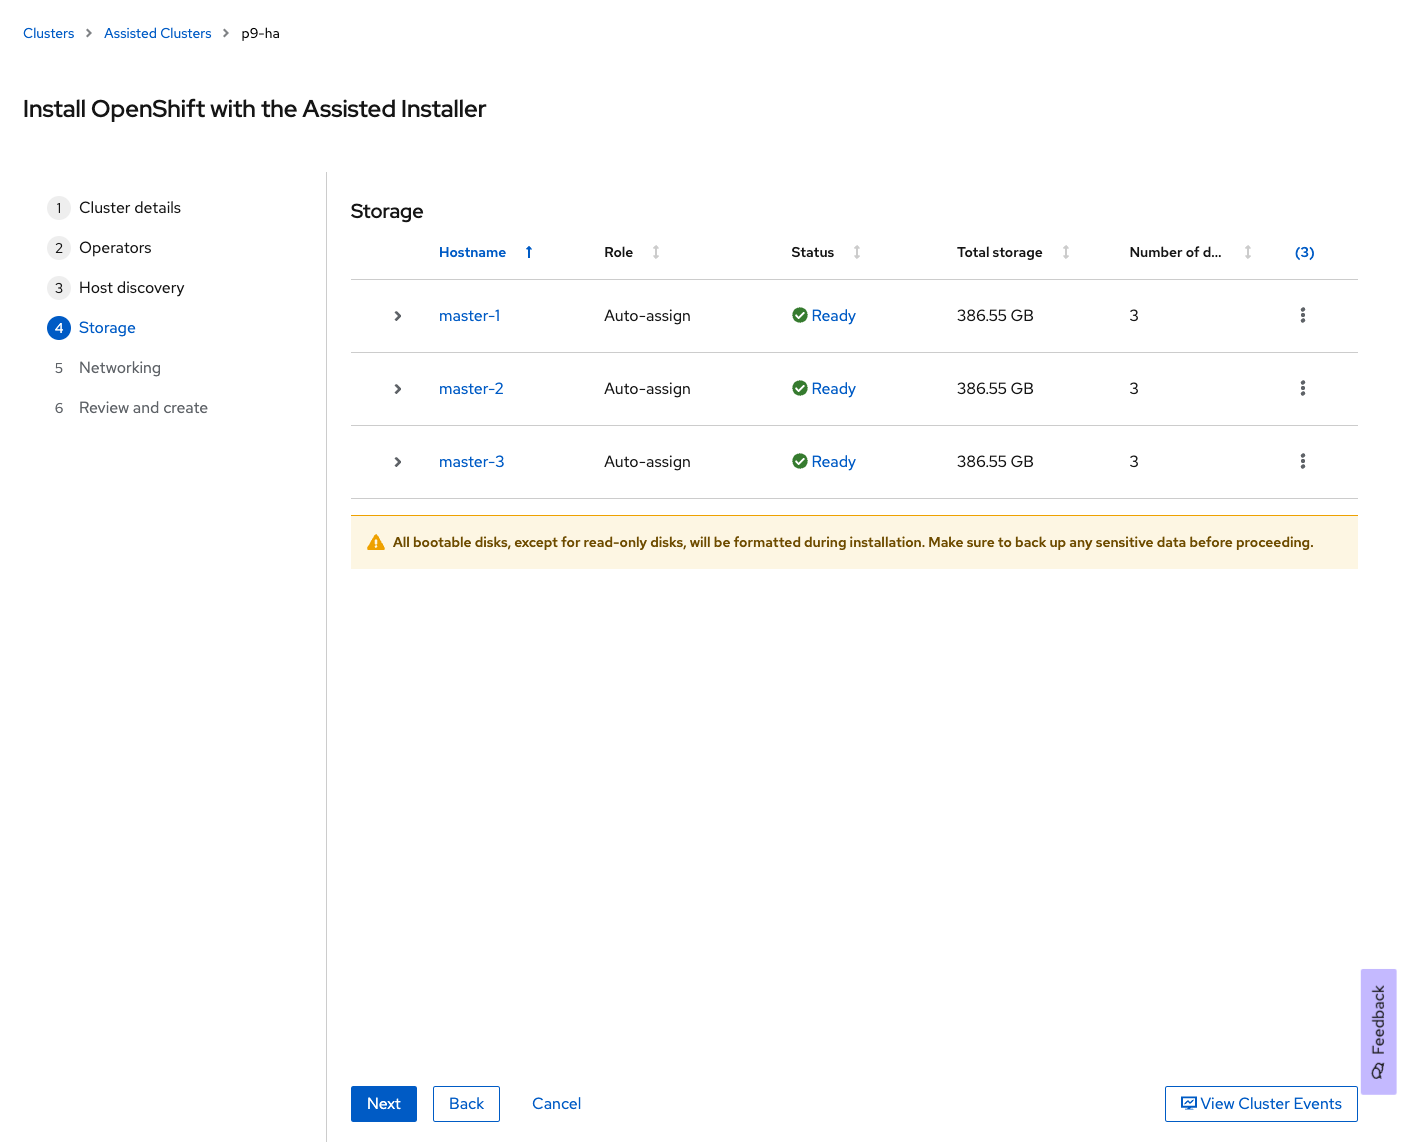 Clusters > Assisted Clusters > p9-ha
Install OpenShift with the Assisted Installer
1 Cluster details
2 Operators
3 Host discovery
4 Storage
5 Networking
6 Review and create
Storage
Hostname Role Status Total storage Number of d... (3)
master-1 Auto-assign Ready 386.55 GB 3
master-2 Auto-assign Ready 386.55 GB 3
master-3 Auto-assign Ready 386.55 GB 3
All bootable disks, except for read-only disks, will be formatted during installation. Make sure to back up any sensitive data before proceeding.
Feedback
Next Back Cancel View Cluster Events